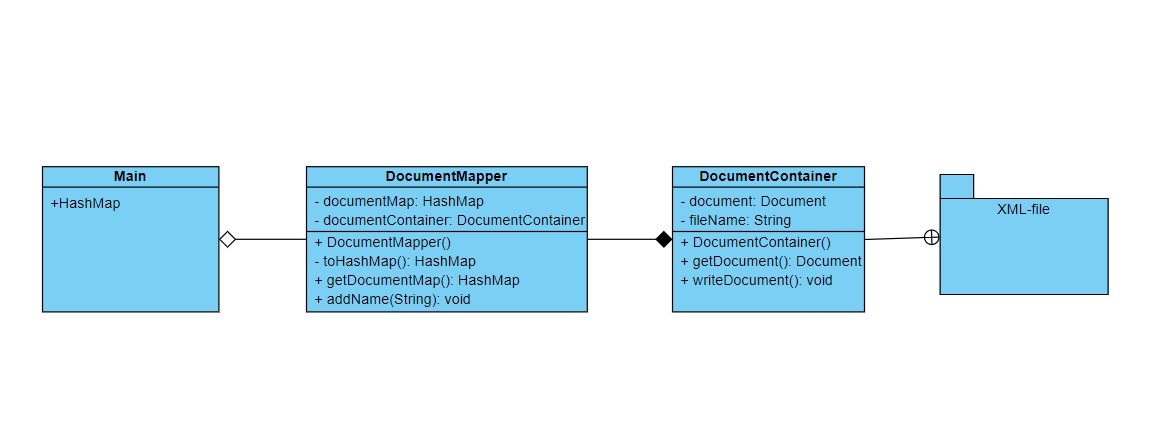 Main
+HashMap
DocumentMapper
- documentMap: HashMap
- documentContainer: DocumentContainer
+ DocumentMapper()
- toHashMap(): HashMap
+ getDocumentMap(): HashMap
+ addName(String): void
DocumentContainer
- document: Document
- fileName: String
+ DocumentContainer()
+ getDocument(): Document
+ writeDocument(): void
XML-file